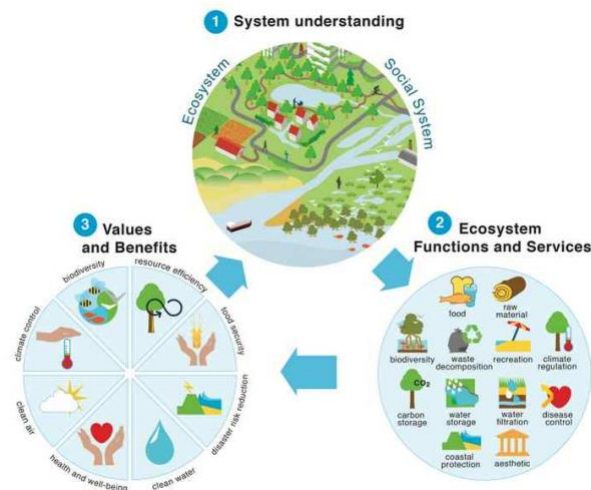 1 System understanding
Ecosystem
Social System
2 Ecosystem
Functions and Services
food
raw
material
biodiversity
waste
decomposition
recreation
climate
regulation
CO2
carbon
storage
water
storage
water
filtration
disease
control
coastal
protection
aesthetic
3 Values
and Benefits
biodiversity
resource efficiency
food security
disaster risk reduction
clean water
health and well-being
clean air
climate control